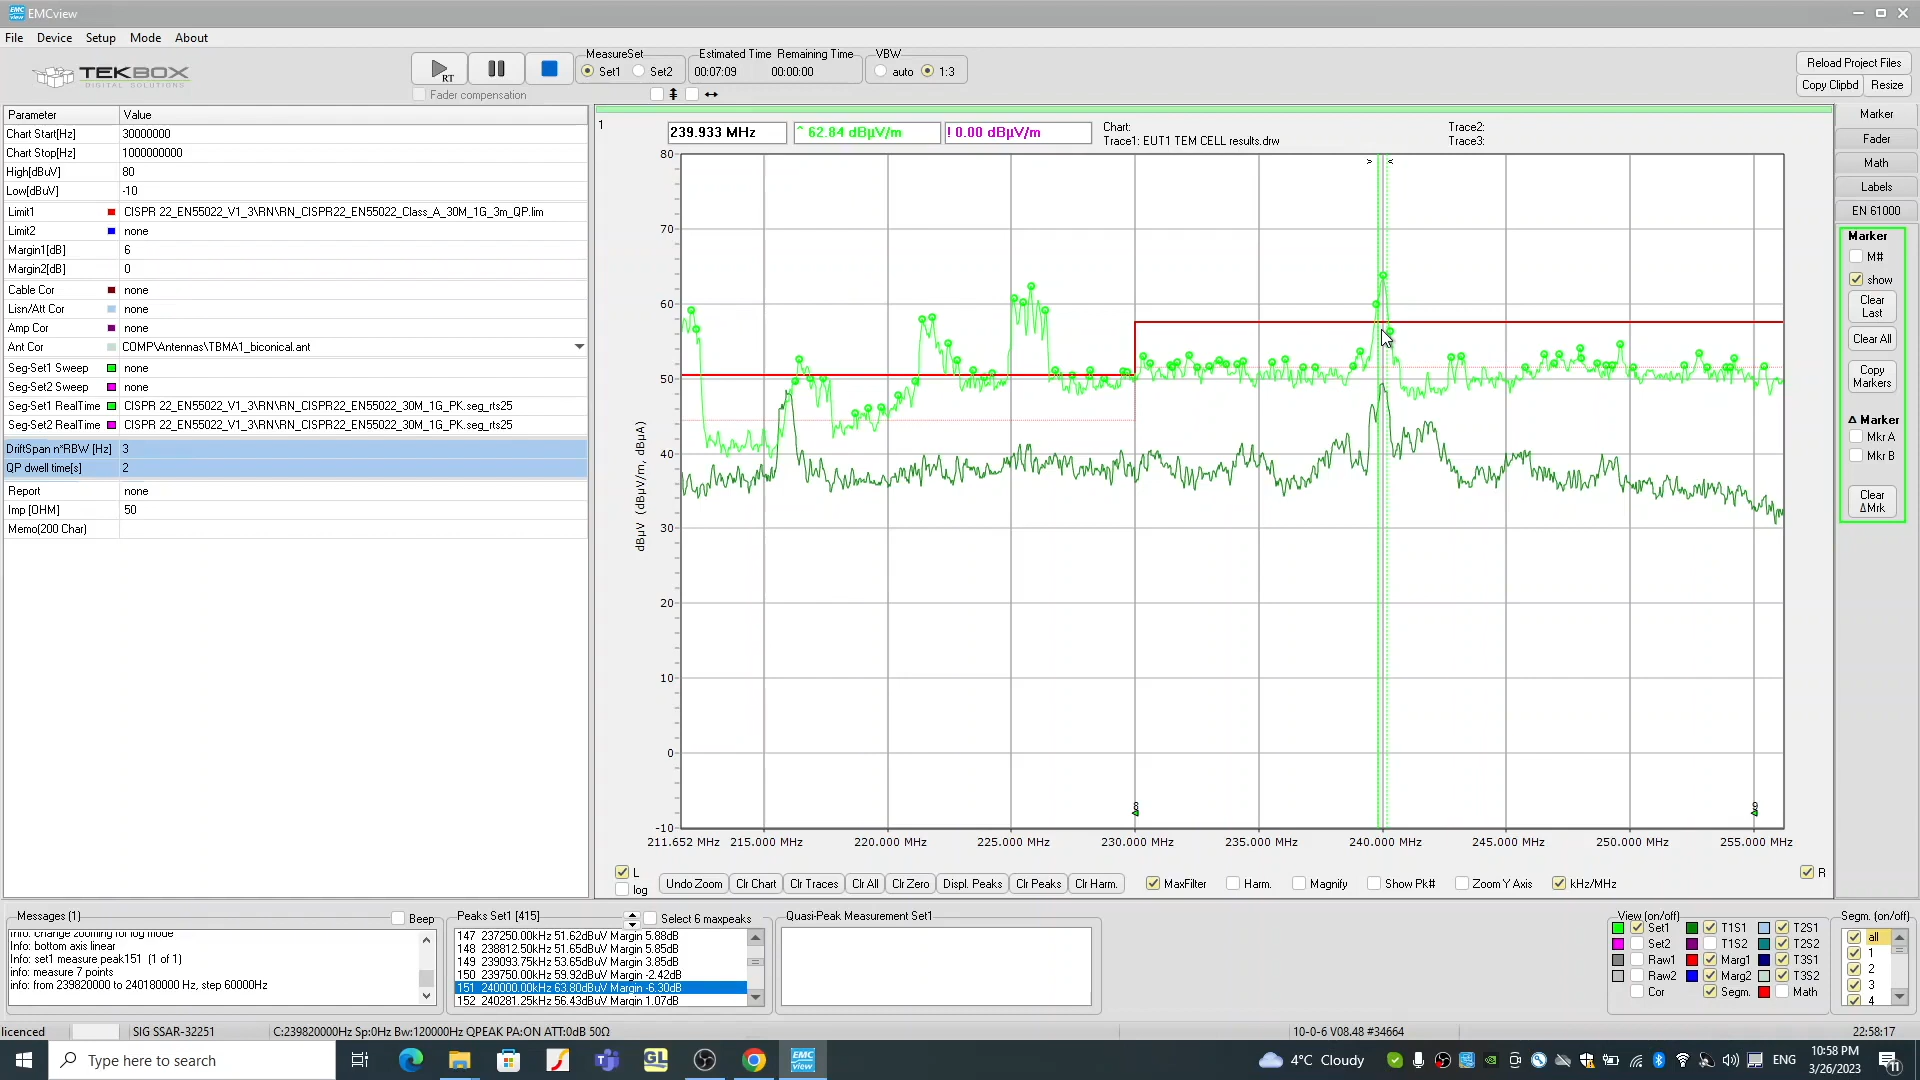 EMCview
File Device Setup Mode About
TEKBOX
DIGITAL SOLUTIONS
RT
Fader compensation
MeasureSet
Set1 Set2
Estimated Time Remaining Time
00:07:09 00:00:00
VBW
auto 1:3
Reload Project Files
Copy Clipbd Resize
Parameter Value
Chart Start[Hz] 30000000
Chart Stop[Hz] 1000000000
High[dBuV] 80
Low[dBuV] -10
Limit1 CISPR 22_EN55022_V1_3\RN\RN_CISPR22_EN55022_Class_A_30M_1G_3m_QP.lim
Limit2 none
Margin1[dB] 6
Margin2[dB] 0
Cable Cor none
Lisn/Att Cor none
Amp Cor none
Ant Cor COMP\Antennas\TBMA1_biconical.ant
Seg-Set1 Sweep none
Seg-Set2 Sweep none
Seg-Set1 RealTime CISPR 22_EN55022_V1_3\RN\RN_CISPR22_EN55022_30M_1G_PK.seg_rts25
Seg-Set2 RealTime CISPR 22_EN55022_V1_3\RN\RN_CISPR22_EN55022_30M_1G_PK.seg_rts25
DriftSpan n*RBW [Hz] 3
QP dwell time[s] 2
Report none
Imp [OHM] 50
Memo(200 Char)
1
239.933 MHz ^ 62.84 dBµV/m ! 0.00 dBµV/m
Chart: Trace2:
Trace1: EUT1 TEM CELL results.drw Trace3:
> <
80
70
60
50
40
30
20
10
0
-10
dBµV (dBµV/m, dBµA)
8 9
211.652 MHz 215.000 MHz 220.000 MHz 225.000 MHz 230.000 MHz 235.000 MHz 240.000 MHz 245.000 MHz 250.000 MHz 255.000 MHz
L R
log Undo Zoom Clr Chart Clr Traces Clr All Clr Zero Displ. Peaks Clr Peaks Clr Harm. MaxFilter Harm. Magnify Show Pk# Zoom Y Axis kHz/MHz
Marker
Fader
Math
Labels
EN 61000
Marker
M#
show
Clear
Last
Clear All
Copy
Markers
Δ Marker
Mkr A
Mkr B
Clear
ΔMrk
Messages (1) Beep
Info: change zooming for log mode
Info: bottom axis linear
Info: set1 measure peak151 (1 of 1)
info: measure 7 points
info: from 239820000 to 240180000 Hz, step 60000Hz
Peaks Set1 [415] Select 6 maxpeaks
147 237250.00kHz 51.62dBuV Margin 5.88dB
148 238812.50kHz 51.65dBuV Margin 5.85dB
149 239093.75kHz 53.65dBuV Margin 3.85dB
150 239750.00kHz 59.92dBuV Margin -2.42dB
151 240000.00kHz 63.80dBuV Margin -6.30dB
152 240281.25kHz 56.43dBuV Margin 1.07dB
Quasi-Peak Measurement Set1
View (on/off)
Set1 T1S1 T2S1
Set2 T1S2 T2S2
Raw1 Marg1 T3S1
Raw2 Marg2 T3S2
Cor Segm. Math
Segm. (on/off)
all
1
2
3
4
licenced SIG SSAR-32251 C:239820000Hz Sp:0Hz Bw:120000Hz QPEAK PA:ON ATT:0dB 50Ω 10-0-6 V08.48 #34664 22:58:17
Type here to search
GL
EMC view
4°C Cloudy
ENG
10:58 PM
3/26/2023
11